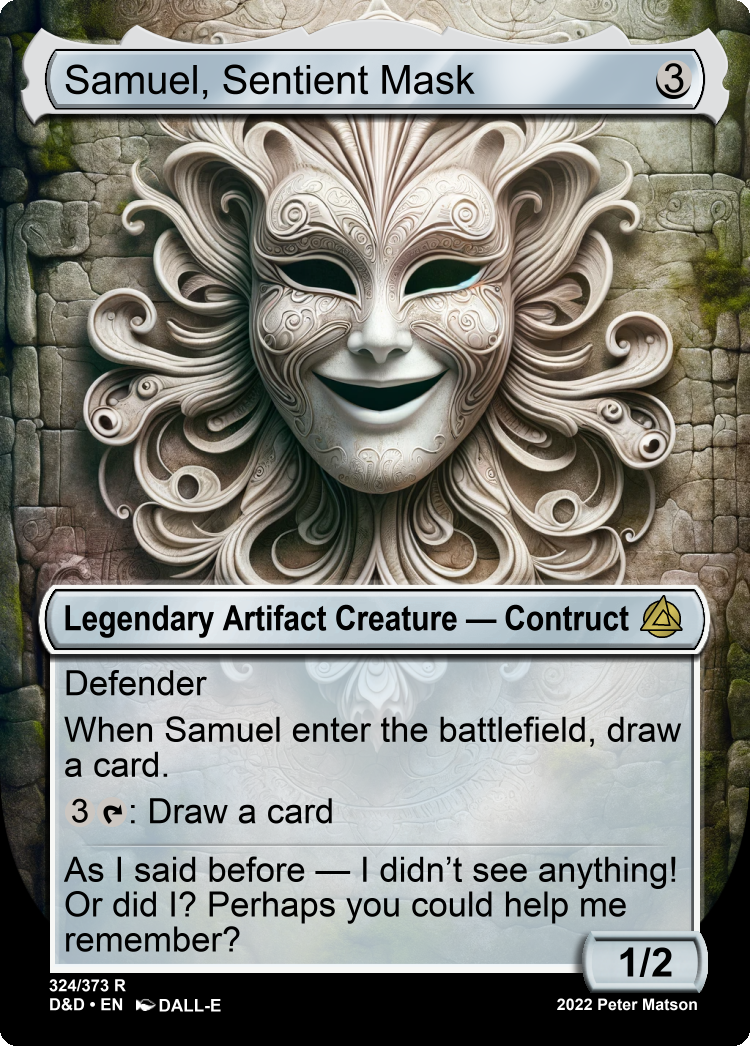 Samuel, Sentient Mask 3
Legendary Artifact Creature — Contruct
Defender
When Samuel enter the battlefield, draw
a card.
3 : Draw a card
As I said before — I didn't see anything!
Or did I? Perhaps you could help me
remember?
1/2
324/373 R
D&D • EN DALL-E
2022 Peter Matson